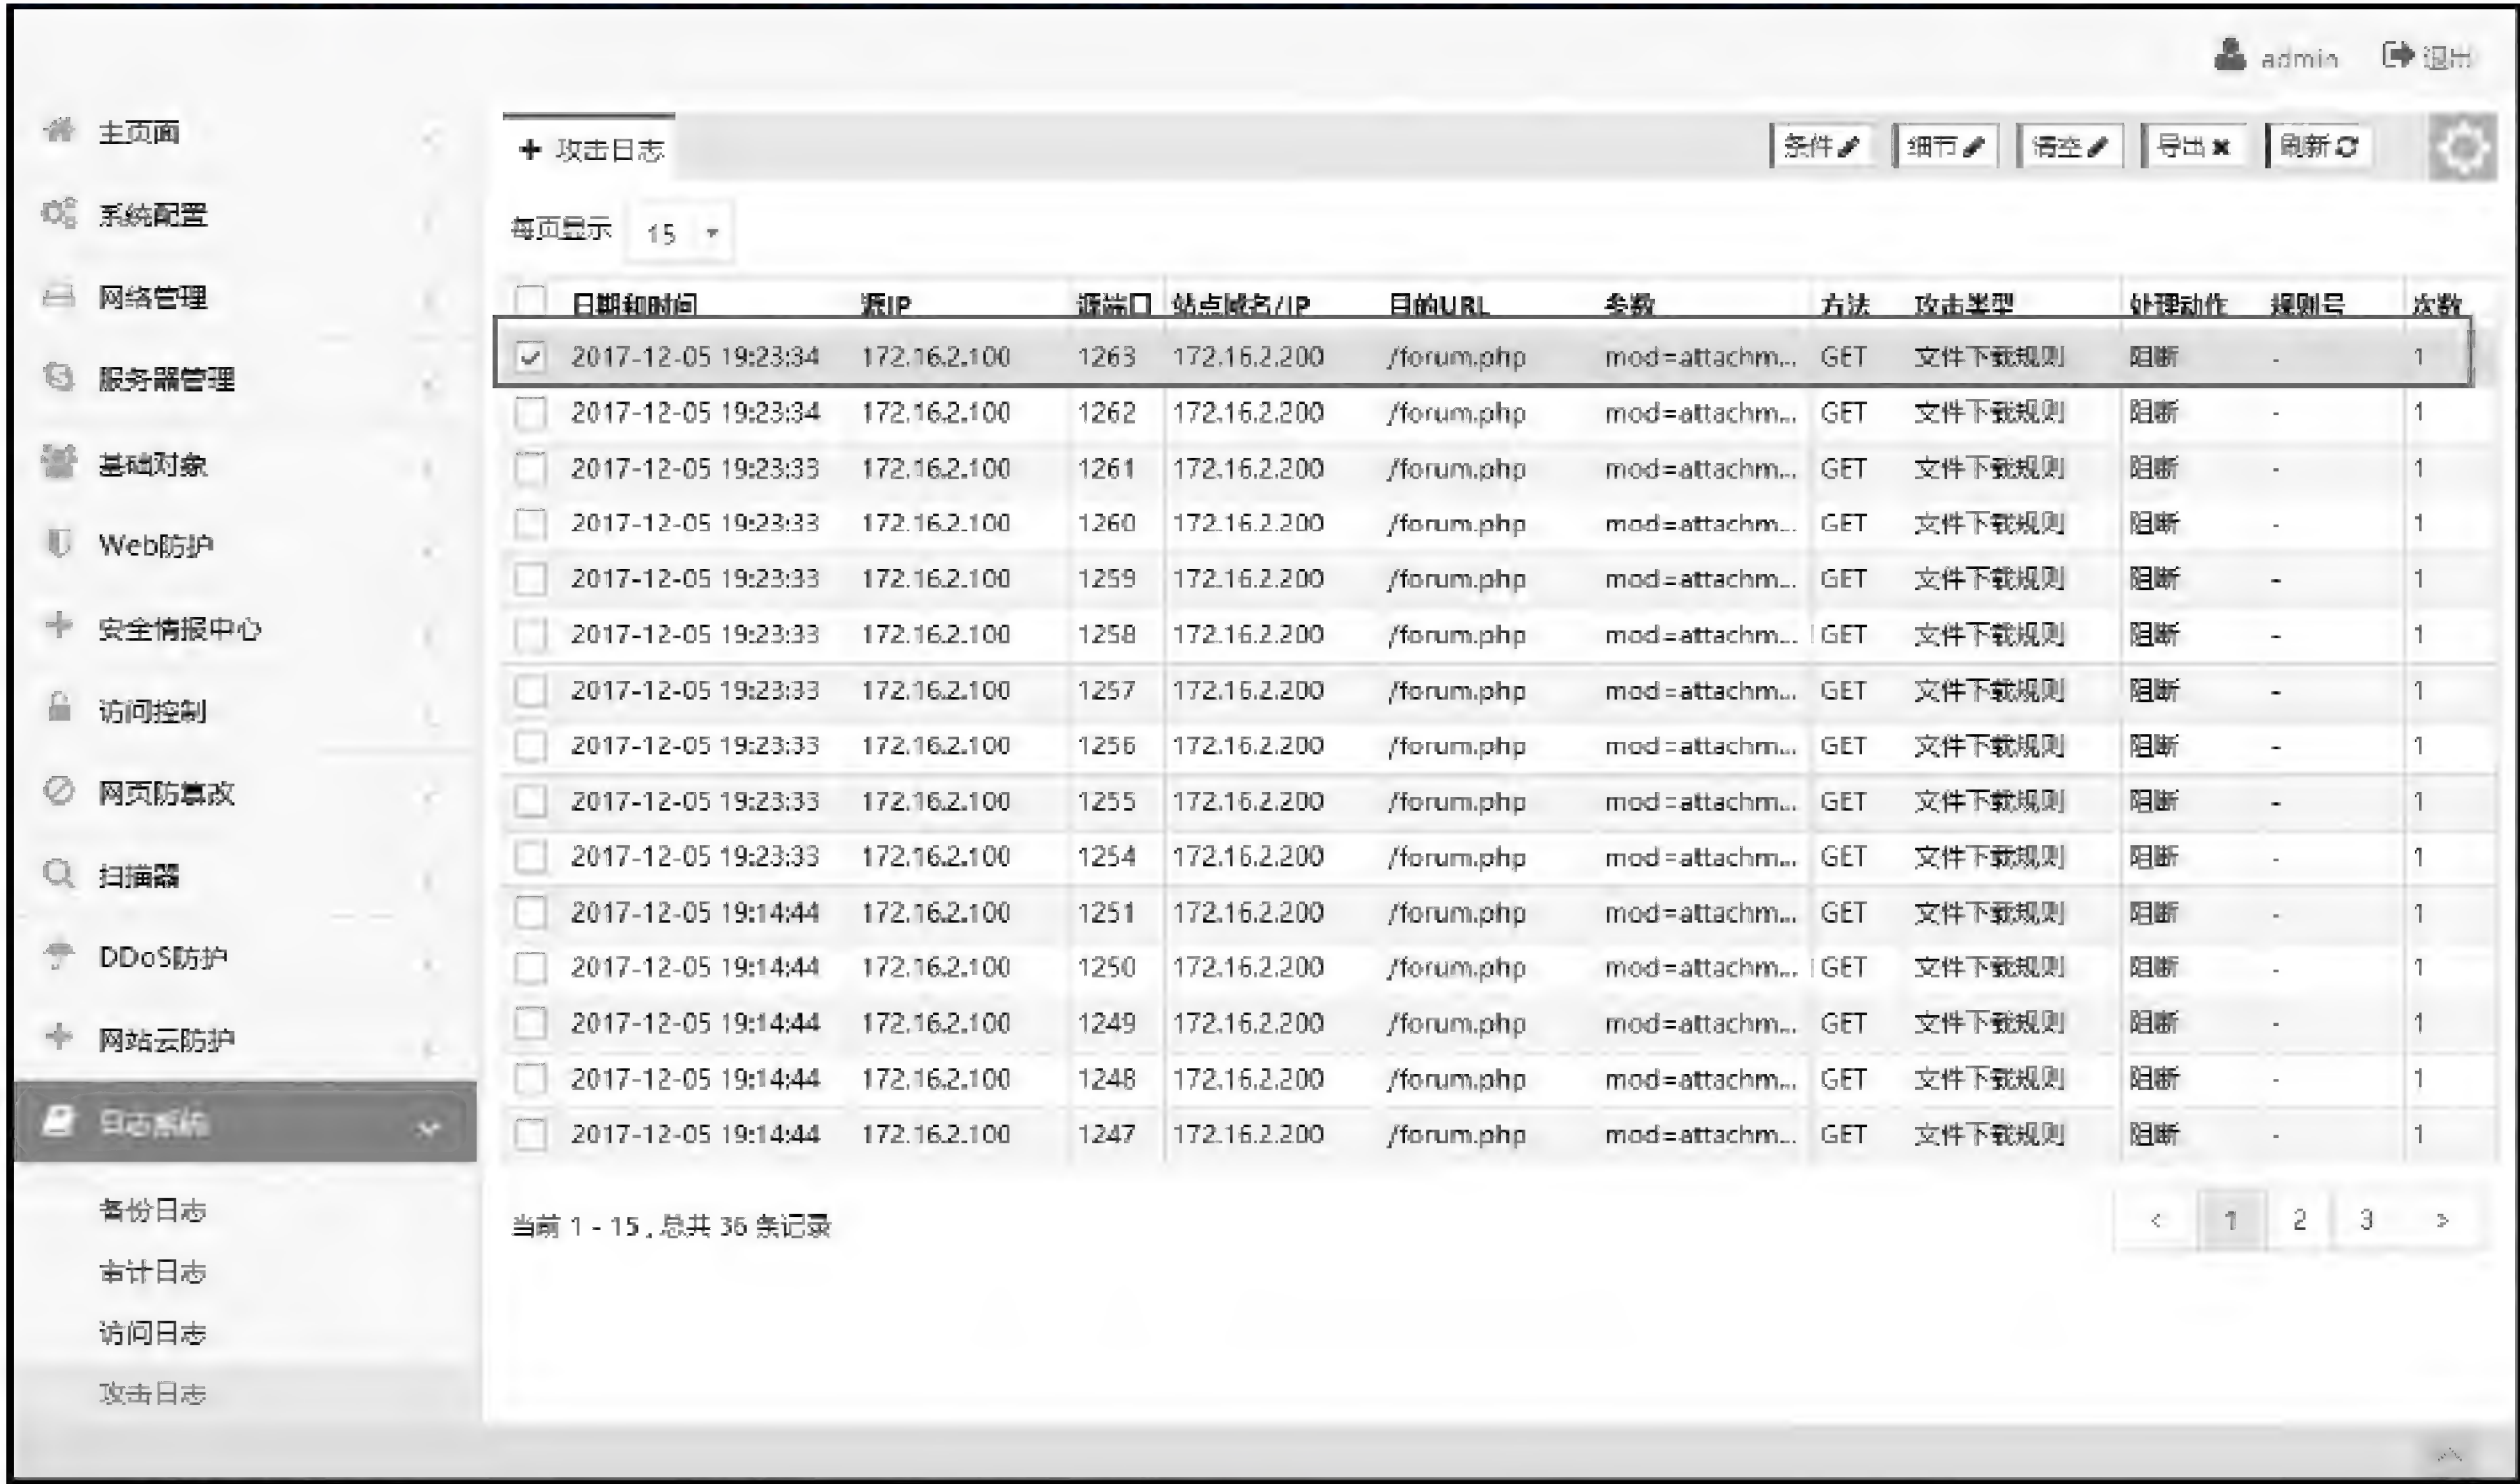 admin 退出
主页面
系统配置
网络管理
服务器管理
基础对象
Web防护
安全情报中心
访问控制
网页防篡改
扫描器
DDoS防护
网站云防护
日志系统
备份日志
审计日志
访问日志
攻击日志
+ 攻击日志 条件 细节 清空 导出 刷新
每页显示 15
日期和时间 源IP 源端口 站点域名/IP 目的URL 参数 方法 攻击类型 处理动作 规则号 次数
2017-12-05 19:23:34 172.16.2.100 1263 172.16.2.200 /forum.php mod=attachm... GET 文件下载规则 阻断 - 1
2017-12-05 19:23:34 172.16.2.100 1262 172.16.2.200 /forum.php mod=attachm... GET 文件下载规则 阻断 - 1
2017-12-05 19:23:33 172.16.2.100 1261 172.16.2.200 /forum.php mod=attachm... GET 文件下载规则 阻断 - 1
2017-12-05 19:23:33 172.16.2.100 1260 172.16.2.200 /forum.php mod=attachm... GET 文件下载规则 阻断 - 1
2017-12-05 19:23:33 172.16.2.100 1259 172.16.2.200 /forum.php mod=attachm... GET 文件下载规则 阻断 - 1
2017-12-05 19:23:33 172.16.2.100 1258 172.16.2.200 /forum.php mod=attachm... GET 文件下载规则 阻断 - 1
2017-12-05 19:23:33 172.16.2.100 1257 172.16.2.200 /forum.php mod=attachm... GET 文件下载规则 阻断 - 1
2017-12-05 19:23:33 172.16.2.100 1256 172.16.2.200 /forum.php mod=attachm... GET 文件下载规则 阻断 - 1
2017-12-05 19:23:33 172.16.2.100 1255 172.16.2.200 /forum.php mod=attachm... GET 文件下载规则 阻断 - 1
2017-12-05 19:23:33 172.16.2.100 1254 172.16.2.200 /forum.php mod=attachm... GET 文件下载规则 阻断 - 1
2017-12-05 19:14:44 172.16.2.100 1251 172.16.2.200 /forum.php mod=attachm... GET 文件下载规则 阻断 - 1
2017-12-05 19:14:44 172.16.2.100 1250 172.16.2.200 /forum.php mod=attachm... GET 文件下载规则 阻断 - 1
2017-12-05 19:14:44 172.16.2.100 1249 172.16.2.200 /forum.php mod=attachm... GET 文件下载规则 阻断 - 1
2017-12-05 19:14:44 172.16.2.100 1248 172.16.2.200 /forum.php mod=attachm... GET 文件下载规则 阻断 - 1
2017-12-05 19:14:44 172.16.2.100 1247 172.16.2.200 /forum.php mod=attachm... GET 文件下载规则 阻断 - 1
当前 1 - 15 , 总共 36 条记录 < 1 2 3 >